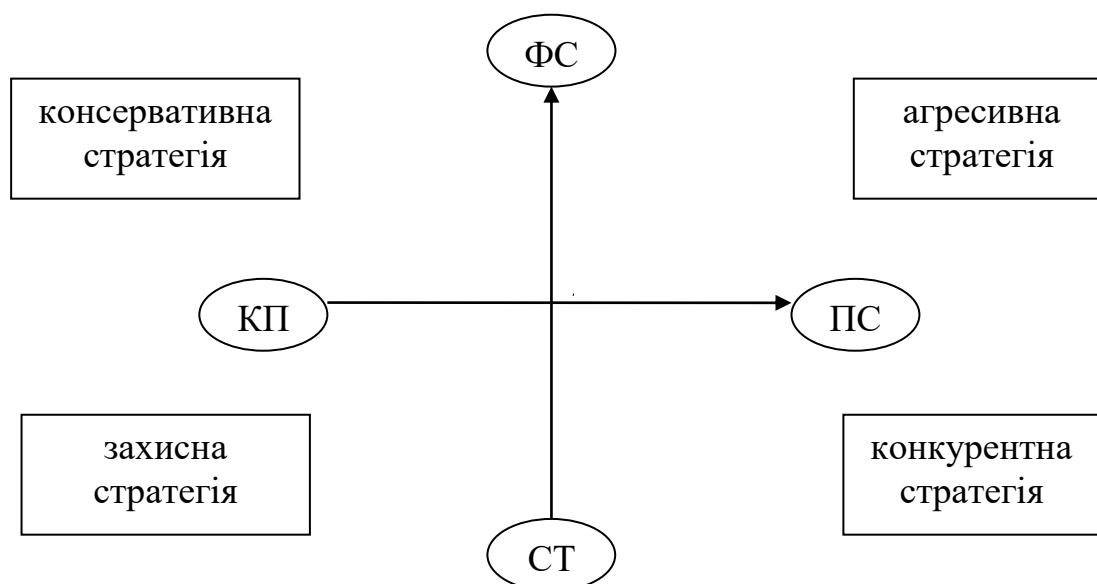 ФС
консервативна
стратегія
агресивна
стратегія
КП
ПС
захисна
стратегія
конкурентна
стратегія
СТ